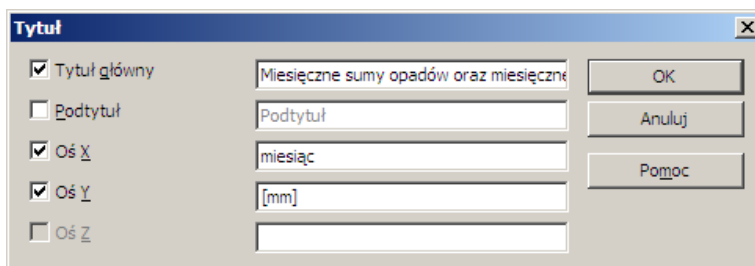 Tytuł
Tytuł główny
Miesięczne sumy opadów oraz miesięczne
OK
Podtytuł
Podtytuł
Anuluj
Oś X
miesiąc
Pomoc
Oś Y
[mm]
Oś Z